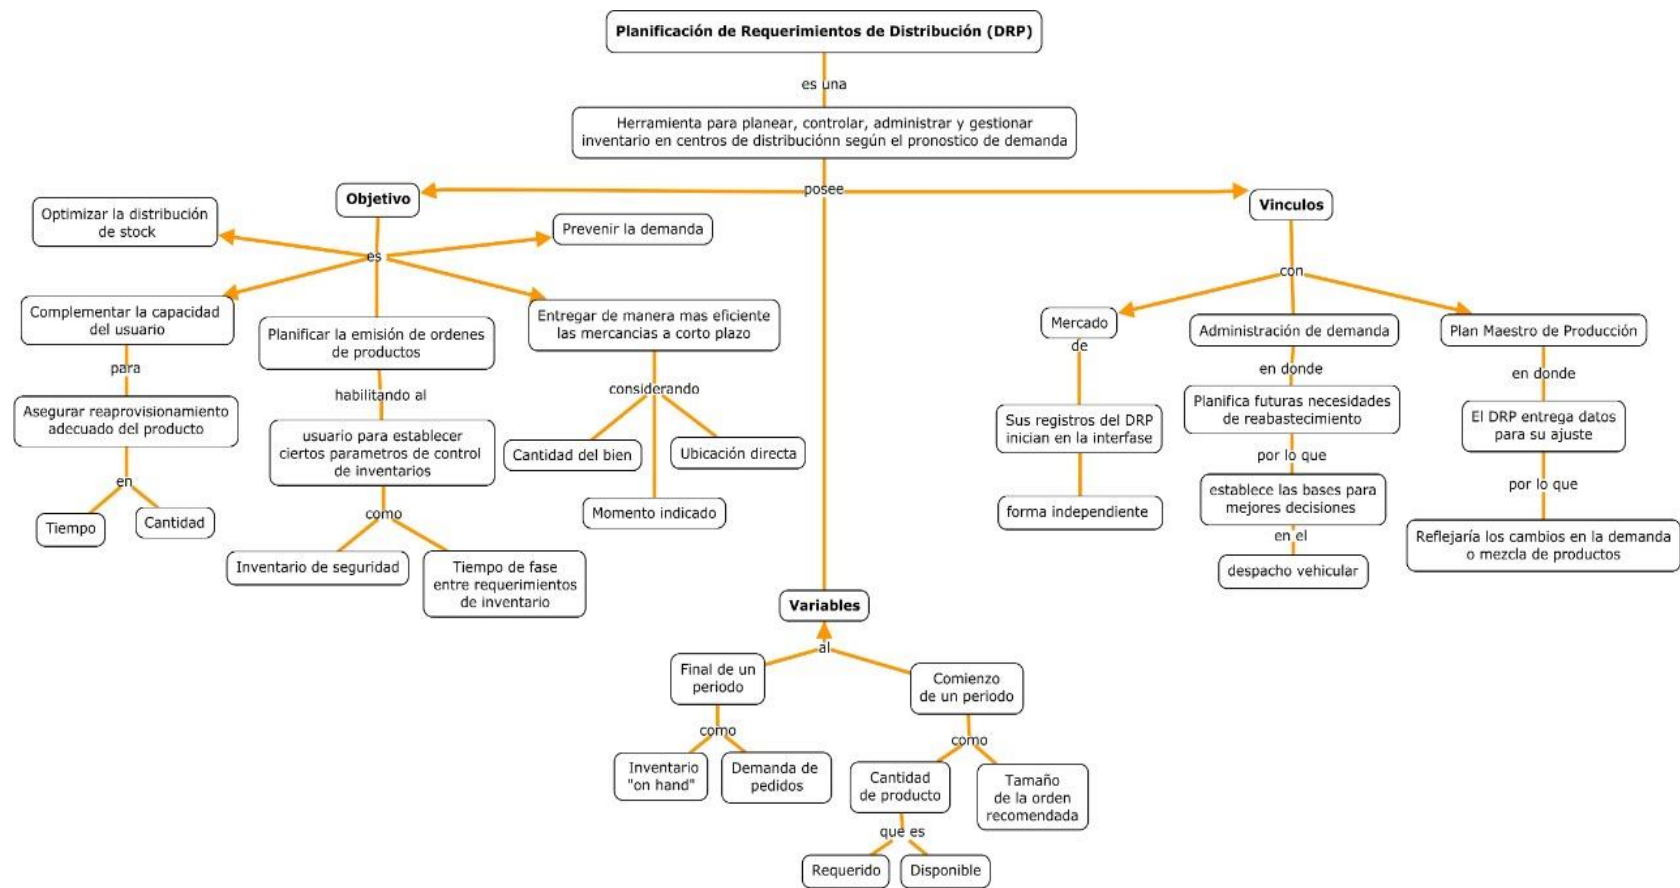 Planificación de Requerimientos de Distribución (DRP)
es una
Herramienta para planear, controlar, administrar y gestionar
inventario en centros de distribuciónn según el pronostico de demanda
posee
Objetivo
es
Optimizar la distribución
de stock
Prevenir la demanda
Complementar la capacidad
del usuario
para
Asegurar reaprovisionamiento
adecuado del producto
en
Tiempo
Cantidad
Planificar la emisión de ordenes
de productos
habilitando al
usuario para establecer
ciertos parametros de control
de inventarios
como
Inventario de seguridad
Tiempo de fase
entre requerimientos
de inventario
Entregar de manera mas eficiente
las mercancias a corto plazo
considerando
Cantidad del bien
Momento indicado
Ubicación directa
Variables
al
Final de un
periodo
como
Inventario
"on hand"
Demanda de
pedidos
Comienzo
de un periodo
como
Cantidad
de producto
que es
Requerido
Disponible
Tamaño
de la orden
recomendada
Vinculos
con
Mercado
de
Sus registros del DRP
inician en la interfase
forma independiente
Administración de demanda
en donde
Planifica futuras necesidades
de reabastecimiento
por lo que
establece las bases para
mejores decisiones
en el
despacho vehicular
Plan Maestro de Producción
en donde
El DRP entrega datos
para su ajuste
por lo que
Reflejaría los cambios en la demanda
o mezcla de productos